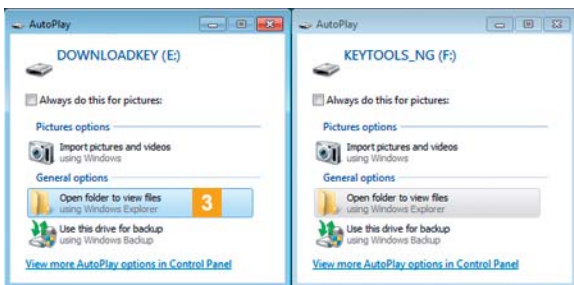 AutoPlay
DOWNLOADKEY (E:)
Always do this for pictures:
Pictures options
Import pictures and videos
using Windows
General options
Open folder to view files
using Windows Explorer
3
Use this drive for backup
using Windows Backup
View more AutoPlay options in Control Panel
AutoPlay
KEYTOOLS_NG (F:)
Always do this for pictures:
Pictures options
Import pictures and videos
using Windows
General options
Open folder to view files
using Windows Explorer
Use this drive for backup
using Windows Backup
View more AutoPlay options in Control Panel